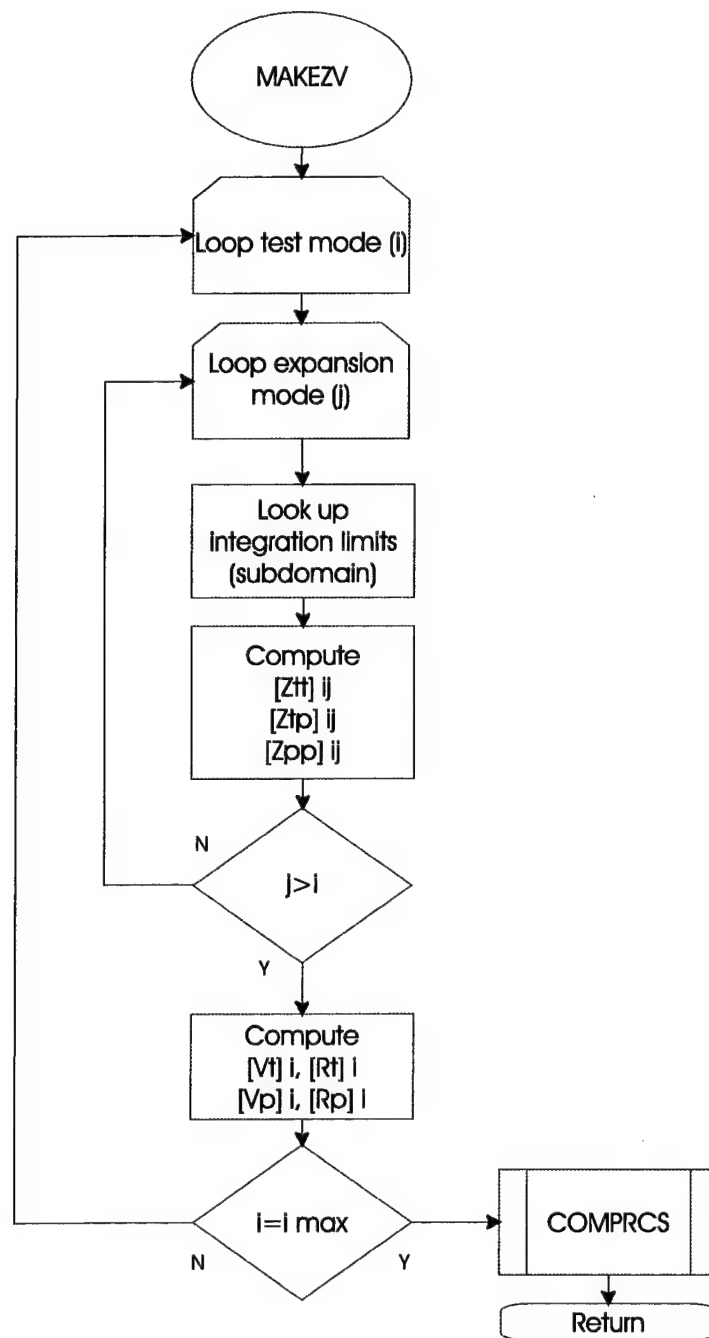 MAKEZV
Loop test mode (i)
Loop expansion
mode (j)
Look up
integration limits
(subdomain)
Compute
[Ztt] ij
[Ztp] ij
[Zpp] ij
N
j>i
Y
Compute
[Vt] i, [Rt] i
[Vp] i, [Rp] i
i=i max
N
Y
COMPRCS
Return